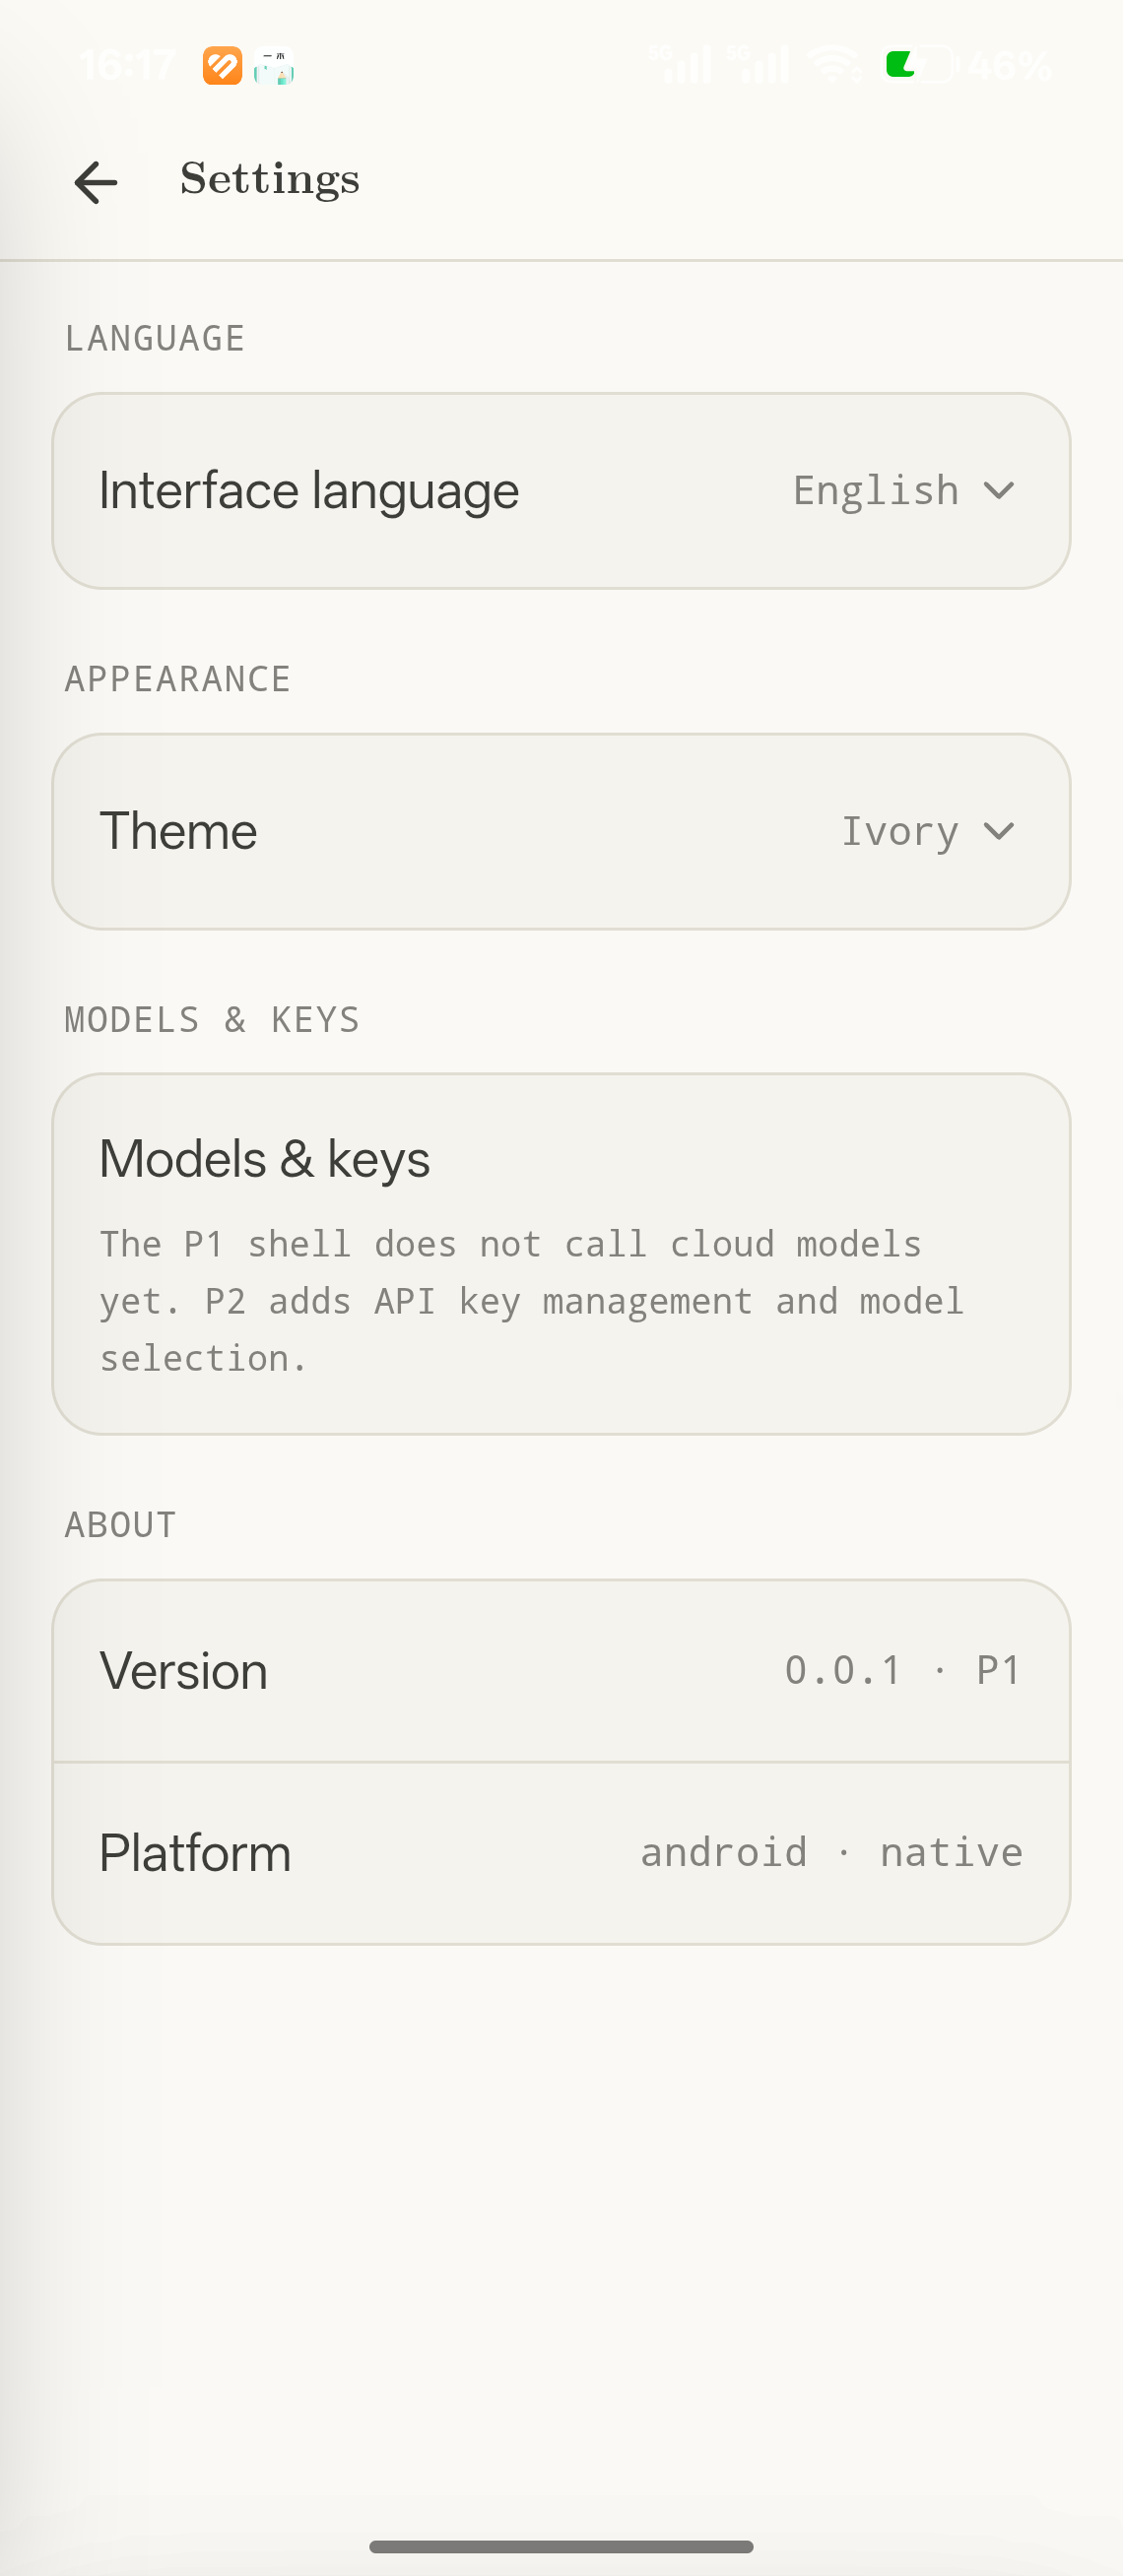 16:17
5G 5G 46%
Settings
LANGUAGE
Interface language English
APPEARANCE
Theme Ivory
MODELS & KEYS
Models & keys
The P1 shell does not call cloud models
yet. P2 adds API key management and model
selection.
ABOUT
Version 0.0.1 · P1
Platform android · native